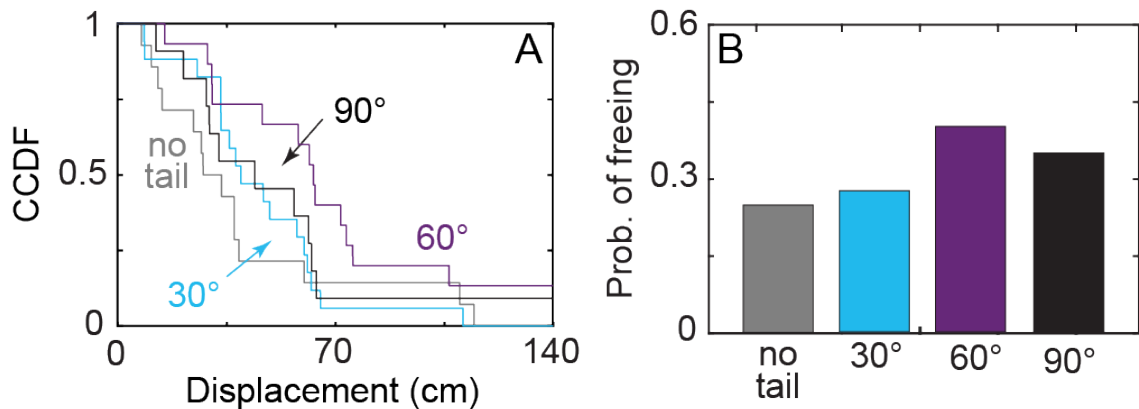 A
CCDF
1
0.5
0
no
tail
90°
60°
30°
0
70
140
Displacement (cm)
B
Prob. of freeing
0.6
0.3
0
no
tail
30°
60°
90°